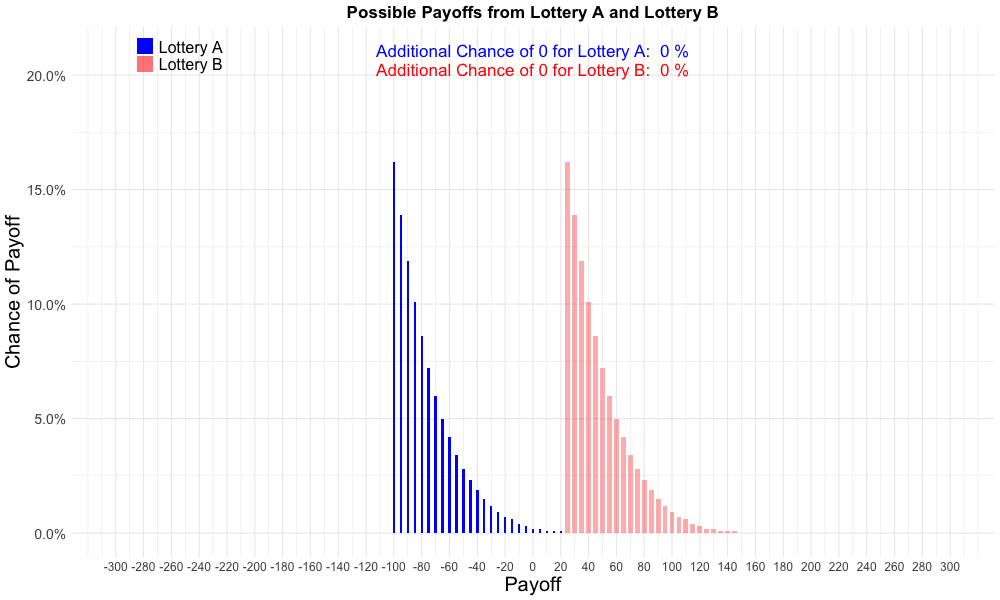 Possible Payoffs from Lottery A and Lottery B
Lottery A
Lottery B
Additional Chance of 0 for Lottery A: 0 %
Additional Chance of 0 for Lottery B: 0 %
Chance of Payoff
20.0%
15.0%
10.0%
5.0%
0.0%
-300 -280 -260 -240 -220 -200 -180 -160 -140 -120 -100 -80 -60 -40 -20 0 20 40 60 80 100 120 140 160 180 200 220 240 260 280 300
Payoff